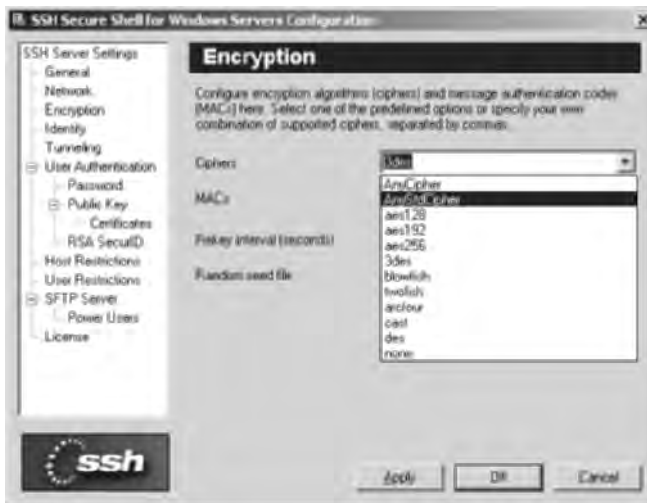 SSH Secure Shell for Windows Servers Configuration
SSH Server Settings
General
Network
Encryption
Identity
Tunneling
User Authentication
Password
Public Key
Certificates
RSA SecurID
Host Restrictions
User Restrictions
SFTP Server
Power Users
License
ssh
Encryption
Configure encryption algorithms (ciphers) and message authentication codes
(MACs) here. Select one of the predefined options or specify your own
combination of supported ciphers, separated by commas.
Ciphers
3des
MACs
Rekey interval (seconds)
Random seed file
AnyCipher
AnyStdCipher
aes128
aes192
aes256
3des
blowfish
twofish
arcfour
cast
des
none
Apply
OK
Cancel